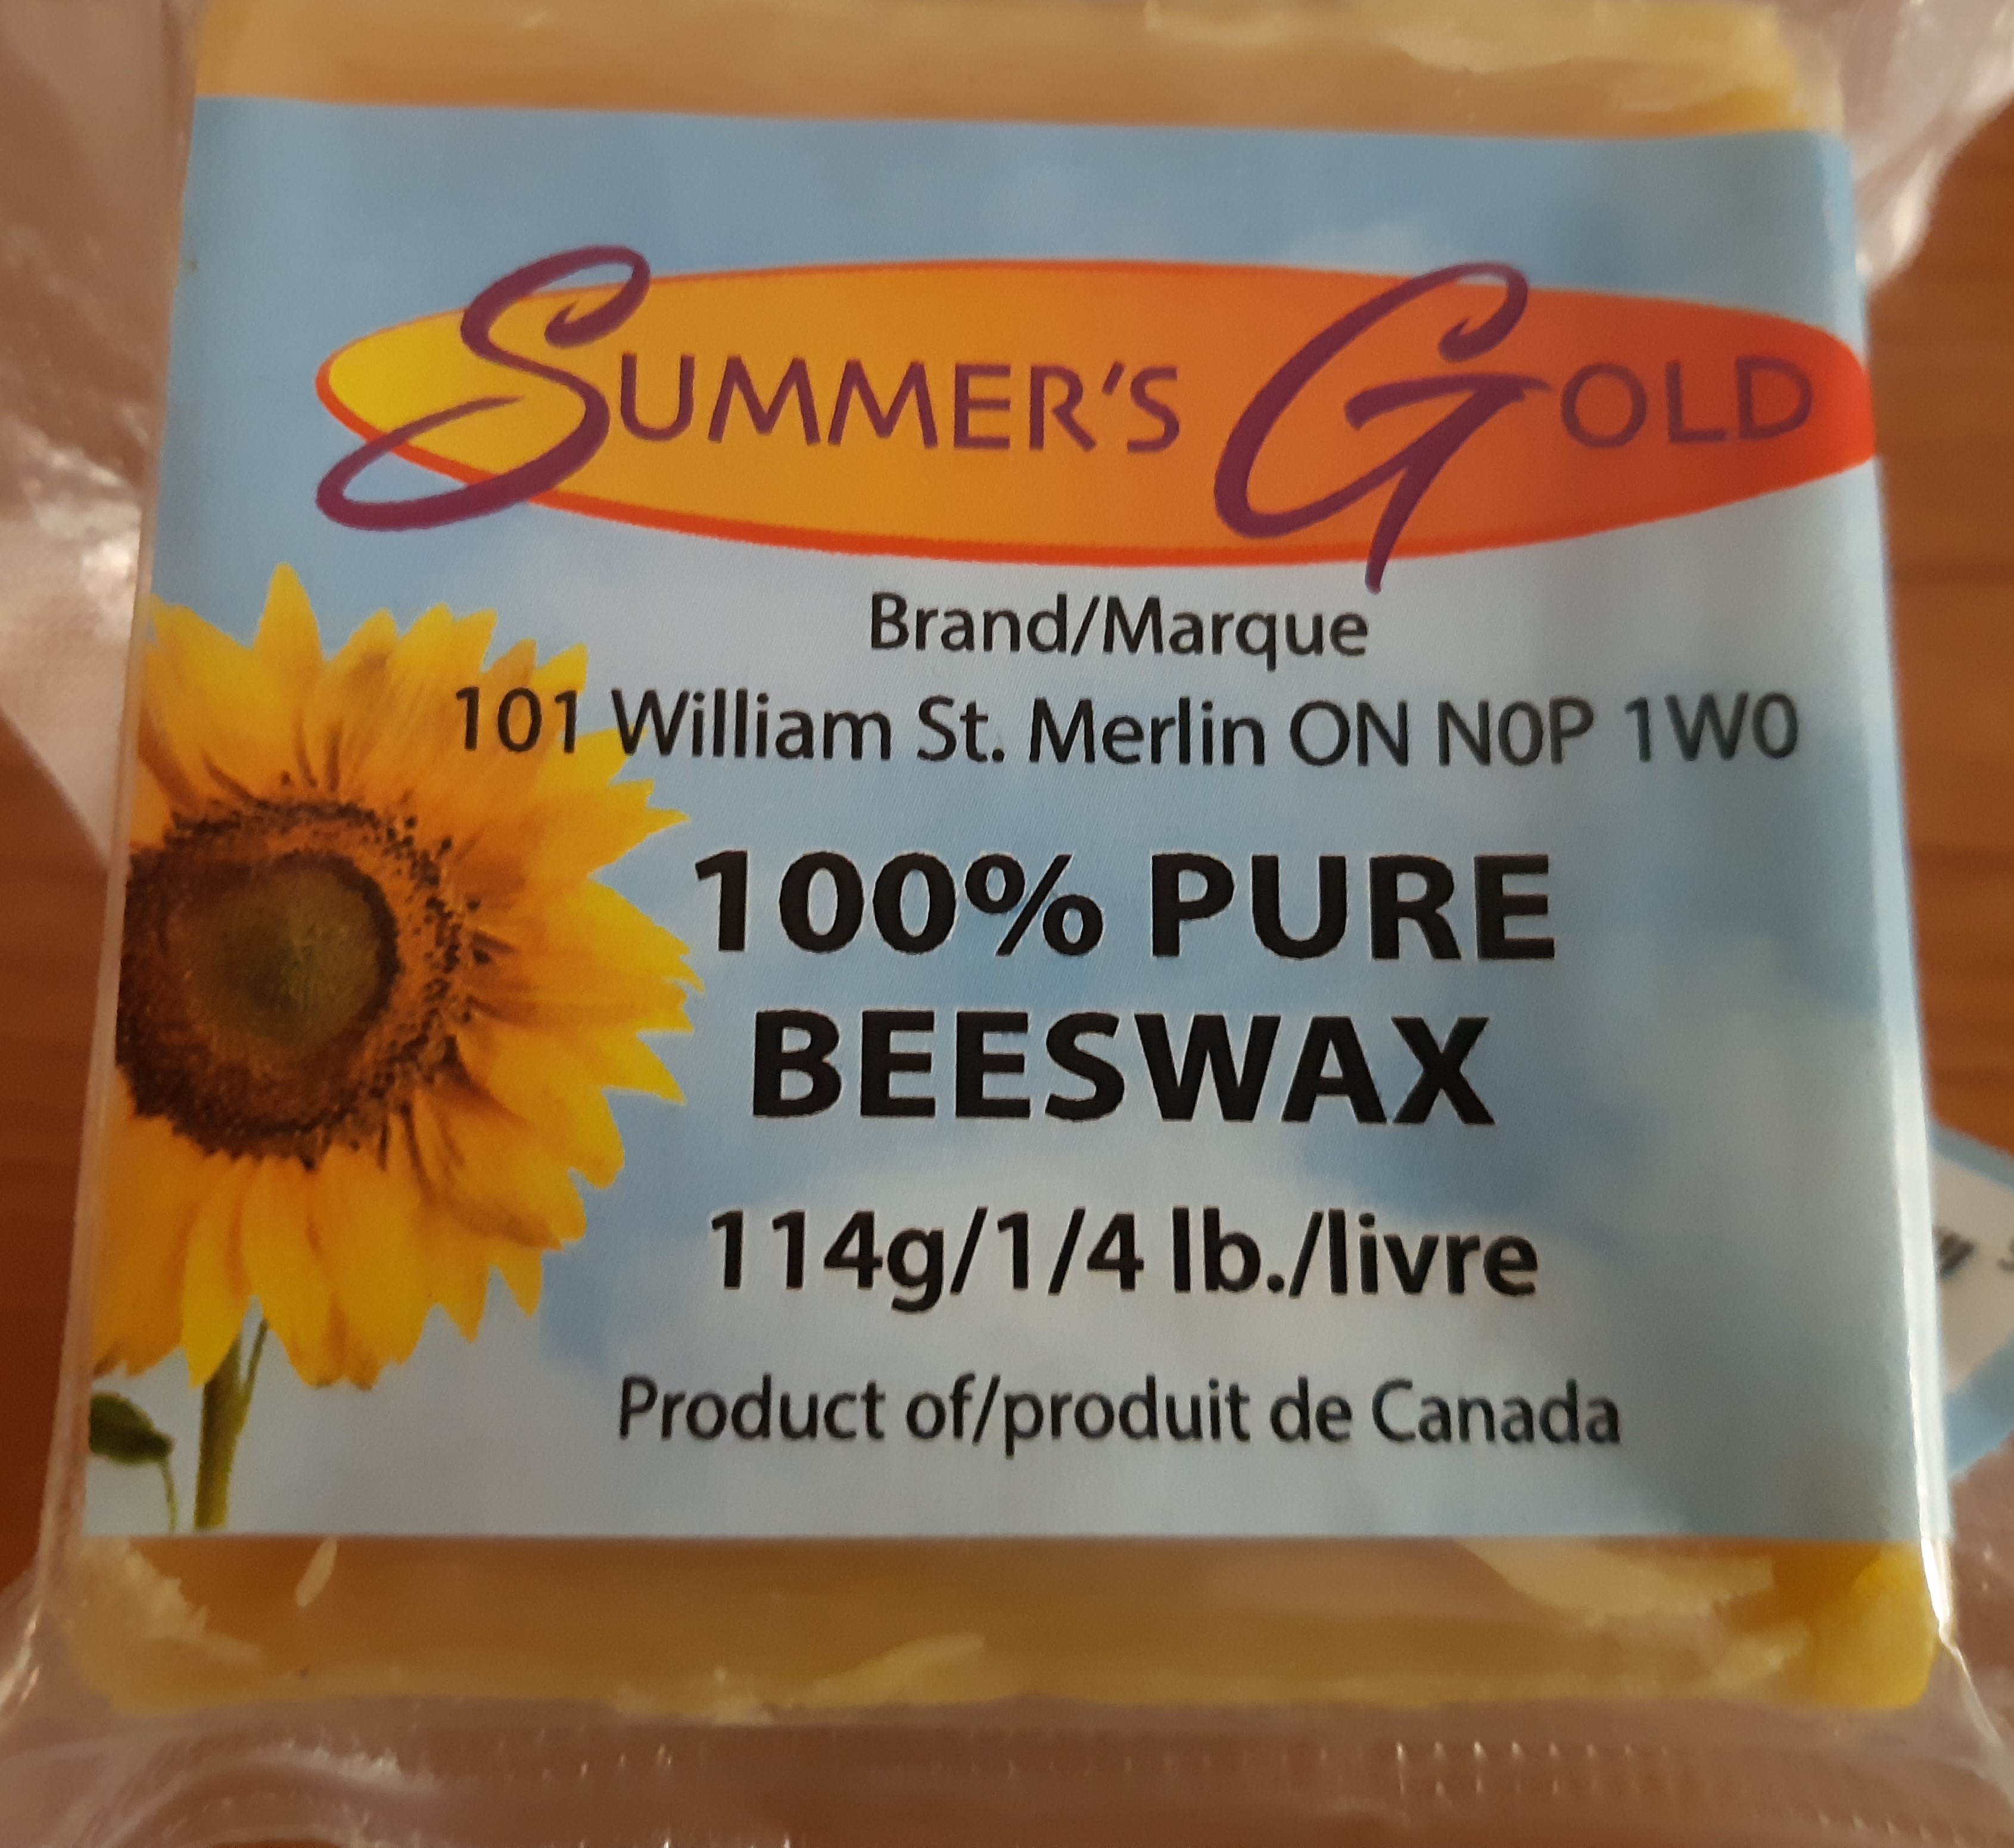 SUMMER'S GOLD
Brand/Marque
101 William St. Merlin ON N0P 1W0
100% PURE
BEESWAX
114g/1/4 lb./livre
Product of/produit de Canada